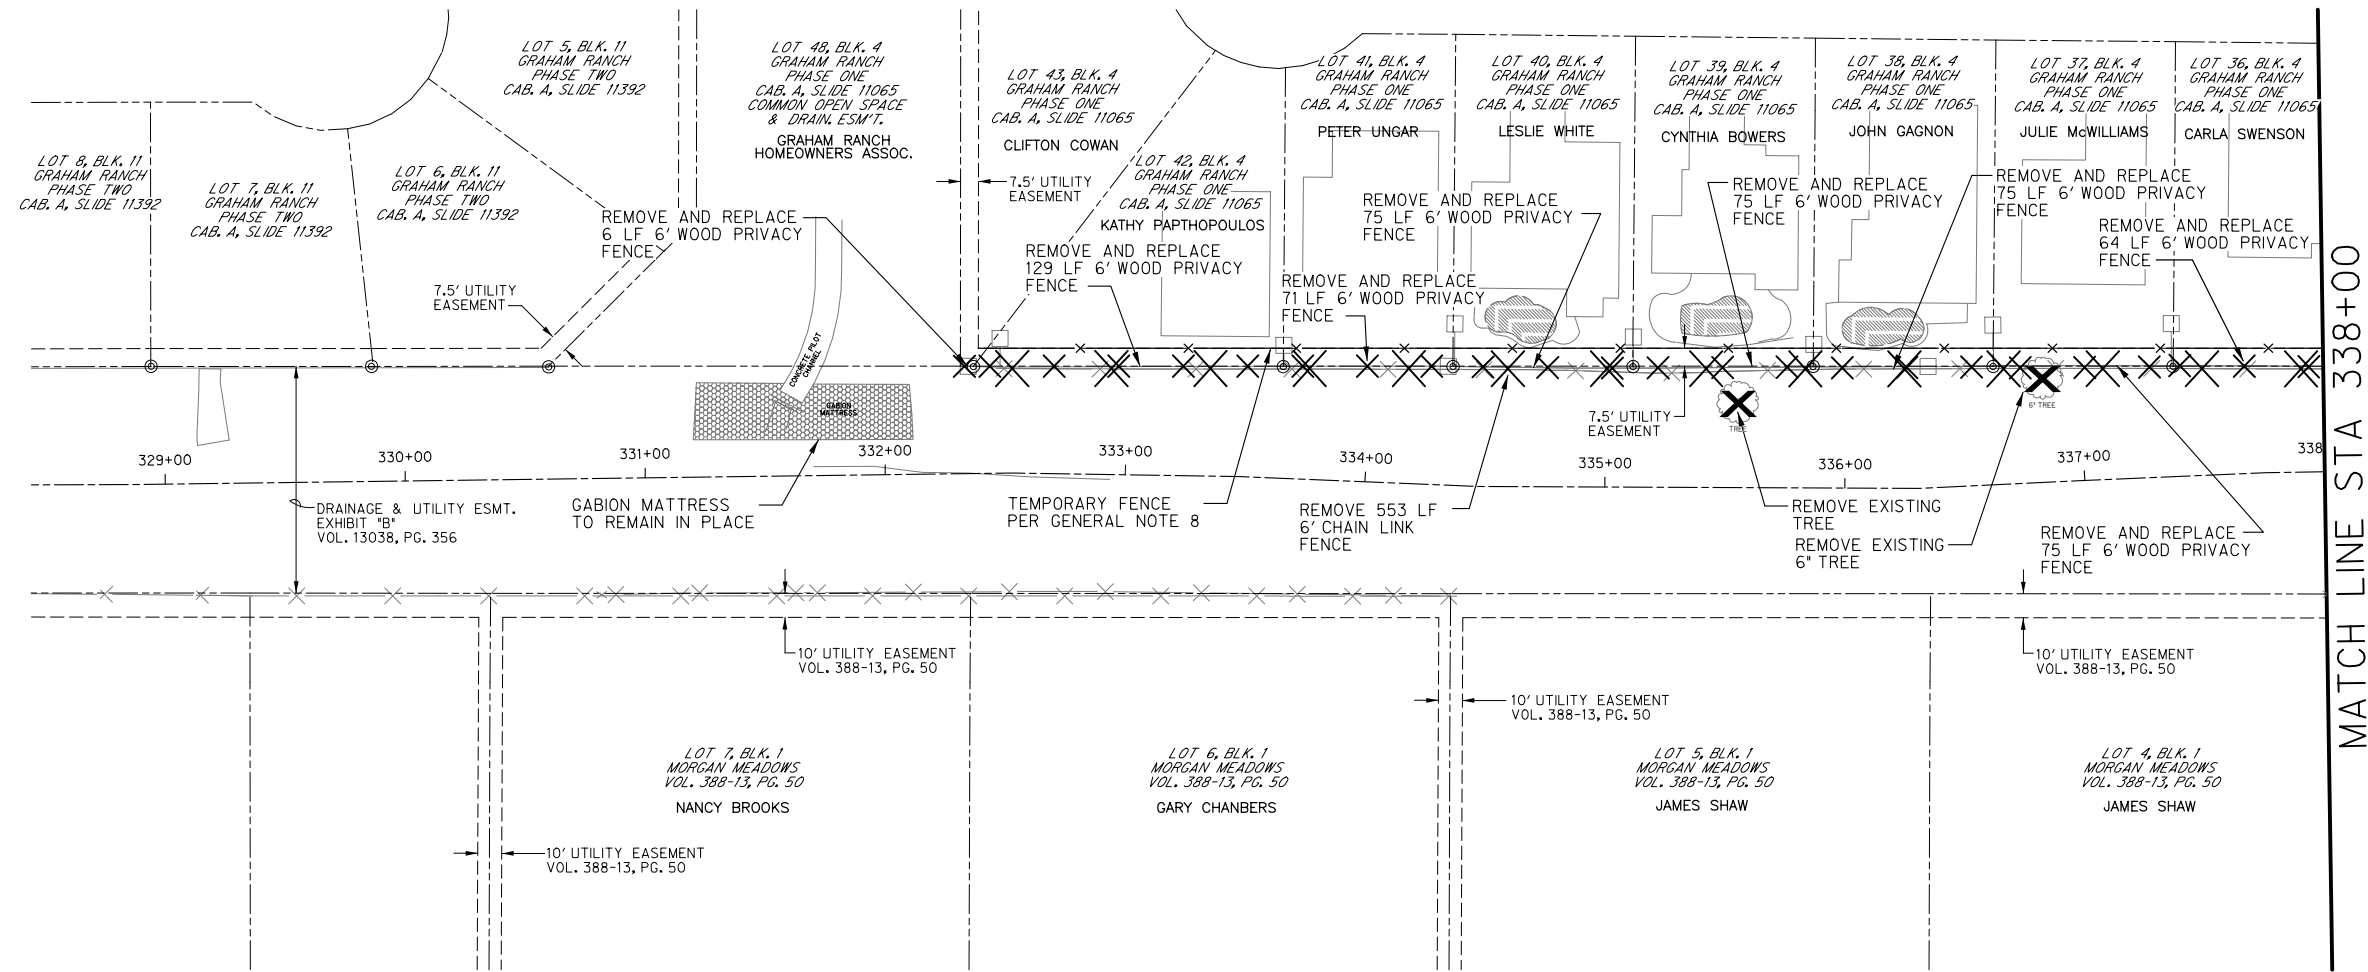 LOT 5, BLK. 11
GRAHAM RANCH
PHASE TWO
CAB. A, SLIDE 11392
LOT 48, BLK. 4
GRAHAM RANCH
PHASE ONE
CAB. A, SLIDE 11065
COMMON OPEN SPACE
& DRAIN. ESM'T.
GRAHAM RANCH
HOMEOWNERS ASSOC.
LOT 43, BLK. 4
GRAHAM RANCH
PHASE ONE
CAB. A, SLIDE 11065
CLIFTON COWAN
LOT 41, BLK. 4
GRAHAM RANCH
PHASE ONE
CAB. A, SLIDE 11065
PETER UNGAR
LOT 40, BLK. 4
GRAHAM RANCH
PHASE ONE
CAB. A, SLIDE 11065
LESLIE WHITE
LOT 39, BLK. 4
GRAHAM RANCH
PHASE ONE
CAB. A, SLIDE 11065
CYNTHIA BOWERS
LOT 38, BLK. 4
GRAHAM RANCH
PHASE ONE
CAB. A, SLIDE 11065
JOHN GAGNON
LOT 37, BLK. 4
GRAHAM RANCH
PHASE ONE
CAB. A, SLIDE 11065
JULIE McWILLIAMS
LOT 36, BLK. 4
GRAHAM RANCH
PHASE ONE
CAB. A, SLIDE 11065
CARLA SWENSON
LOT 8, BLK. 11
GRAHAM RANCH
PHASE TWO
CAB. A, SLIDE 11392
LOT 7, BLK. 11
GRAHAM RANCH
PHASE TWO
CAB. A, SLIDE 11392
LOT 6, BLK. 11
GRAHAM RANCH
PHASE TWO
CAB. A, SLIDE 11392
LOT 42, BLK. 4
GRAHAM RANCH
PHASE ONE
CAB. A, SLIDE 11065
KATHY PAPTHOPOULOS
7.5' UTILITY
EASEMENT
REMOVE AND REPLACE
6 LF 6' WOOD PRIVACY
FENCE
REMOVE AND REPLACE
129 LF 6' WOOD PRIVACY
FENCE
REMOVE AND REPLACE
75 LF 6' WOOD PRIVACY
FENCE
REMOVE AND REPLACE
71 LF 6' WOOD PRIVACY
FENCE
REMOVE AND REPLACE
75 LF 6' WOOD PRIVACY
FENCE
REMOVE AND REPLACE
75 LF 6' WOOD PRIVACY
FENCE
REMOVE AND REPLACE
64 LF 6' WOOD PRIVACY
FENCE
7.5' UTILITY
EASEMENT
CONCRETE PILOT
CHANNEL
GABION
MATTRESS
7.5' UTILITY
EASEMENT
TREE
6" TREE
329+00
330+00
331+00
332+00
333+00
334+00
335+00
336+00
337+00
338
DRAINAGE & UTILITY ESMT.
EXHIBIT "B"
VOL. 13038, PG. 356
GABION MATTRESS
TO REMAIN IN PLACE
TEMPORARY FENCE
PER GENERAL NOTE 8
REMOVE 553 LF
6' CHAIN LINK
FENCE
REMOVE EXISTING
TREE
REMOVE EXISTING
6" TREE
REMOVE AND REPLACE
75 LF 6' WOOD PRIVACY
FENCE
MATCH LINE STA 338+00
10' UTILITY EASEMENT
VOL. 388-13, PG. 50
10' UTILITY EASEMENT
VOL. 388-13, PG. 50
10' UTILITY EASEMENT
VOL. 388-13, PG. 50
LOT 7, BLK. 1
MORGAN MEADOWS
VOL. 388-13, PG. 50
NANCY BROOKS
LOT 6, BLK. 1
MORGAN MEADOWS
VOL. 388-13, PG. 50
GARY CHANBERS
LOT 5, BLK. 1
MORGAN MEADOWS
VOL. 388-13, PG. 50
JAMES SHAW
LOT 4, BLK. 1
MORGAN MEADOWS
VOL. 388-13, PG. 50
JAMES SHAW
10' UTILITY EASEMENT
VOL. 388-13, PG. 50